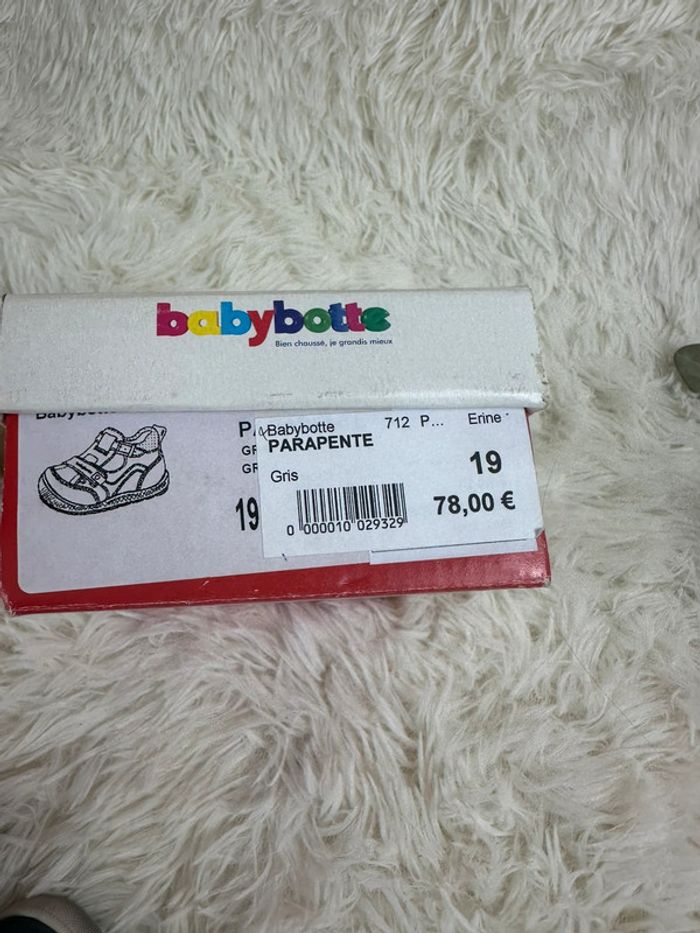 babybotte
Bien chaussé, je grandis mieux
Babybotte 712 P... Erine
PARAPENTE
Gris
19
78,00 €
0 000010 029329
19